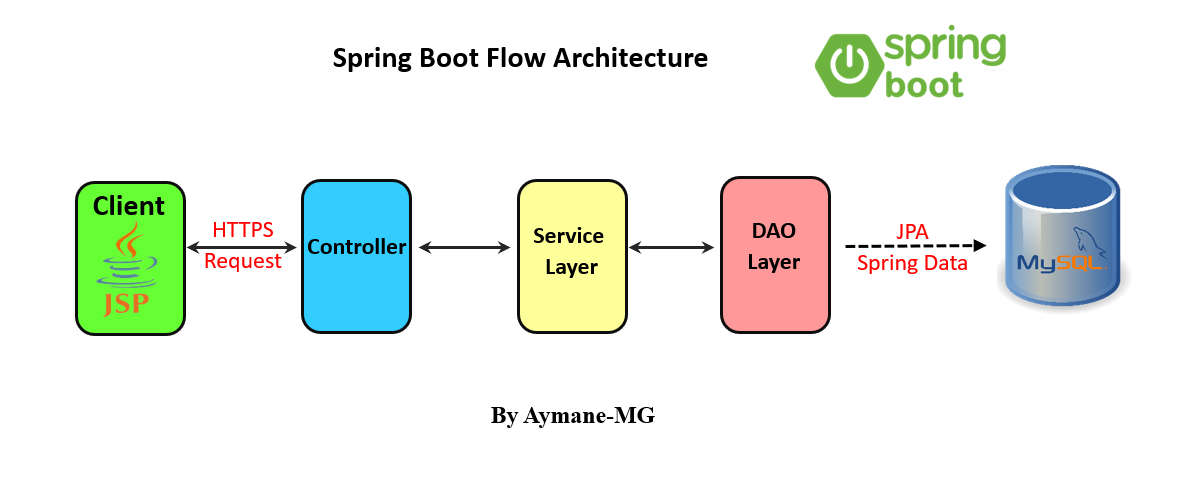 Spring Boot Flow Architecture
spring
boot
Client
JSP
HTTPS
Request
Controller
Service
Layer
DAO
Layer
JPA
Spring Data
MySQL
By Aymane-MG